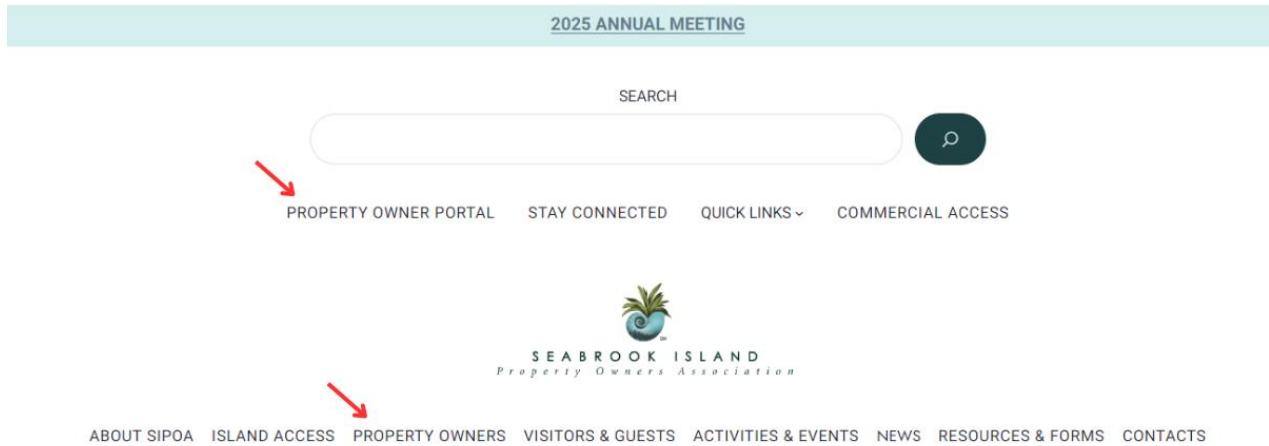 2025 ANNUAL MEETING
SEARCH
PROPERTY OWNER PORTAL STAY CONNECTED QUICK LINKS COMMERCIAL ACCESS
SEABROOK ISLAND
Property Owners Association
ABOUT SIPOA ISLAND ACCESS PROPERTY OWNERS VISITORS & GUESTS ACTIVITIES & EVENTS NEWS RESOURCES & FORMS CONTACTS